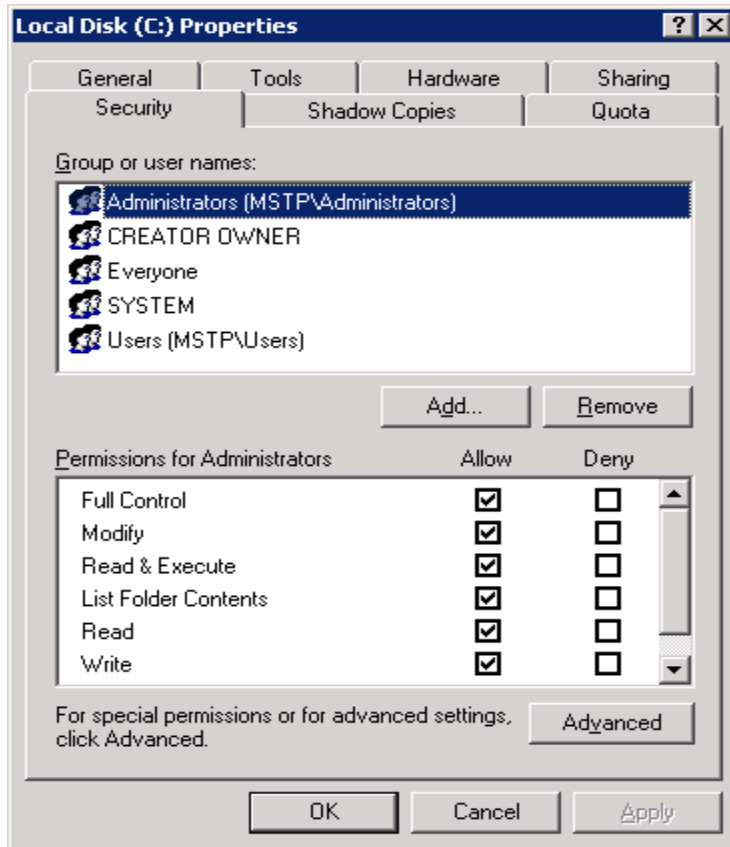 Local Disk (C:) Properties
General Tools Hardware Sharing
Security Shadow Copies Quota
Group or user names:
Administrators (MSTP\Administrators)
CREATOR OWNER
Everyone
SYSTEM
Users (MSTP\Users)
Add... Remove
Permissions for Administrators Allow Deny
Full Control
Modify
Read & Execute
List Folder Contents
Read
Write
For special permissions or for advanced settings,
click Advanced.
Advanced
OK Cancel Apply